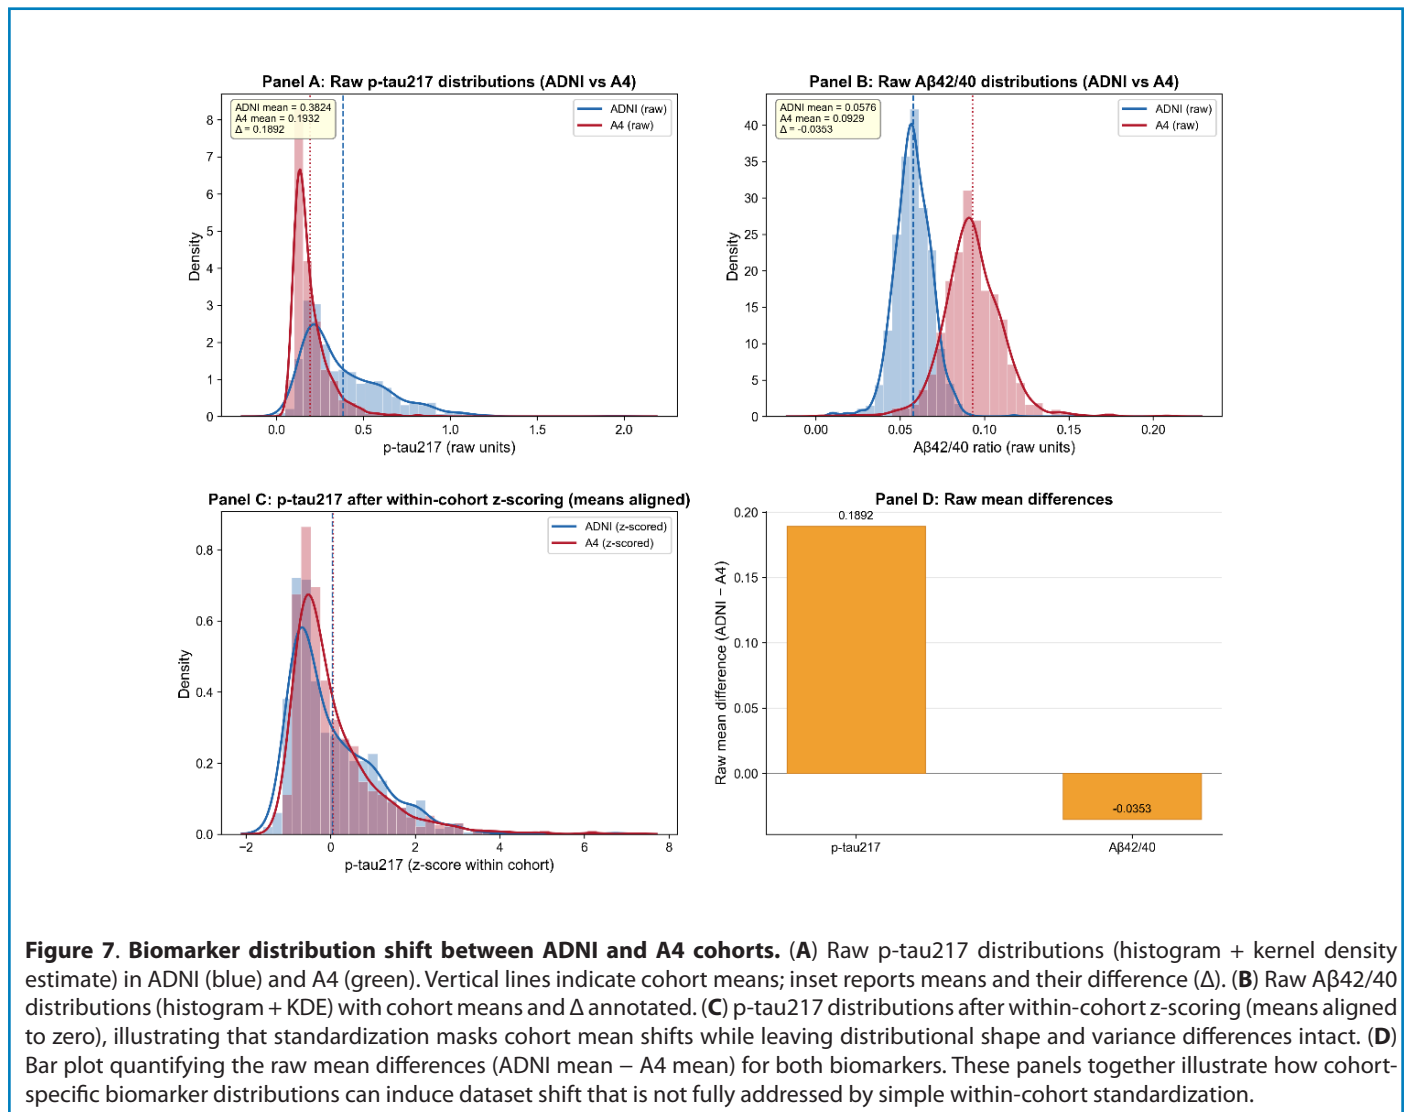 Panel A: Raw p-tau217 distributions (ADNI vs A4)
ADNI mean = 0.3824
A4 mean = 0.1932
Δ = 0.1892
ADNI (raw)
A4 (raw)
Density
8
7
6
5
4
3
2
1
0
0.0 0.5 1.0 1.5 2.0
p-tau217 (raw units)
Panel B: Raw Aβ42/40 distributions (ADNI vs A4)
ADNI mean = 0.0576
A4 mean = 0.0929
Δ = -0.0353
ADNI (raw)
A4 (raw)
Density
40
35
30
25
20
15
10
5
0
0.00 0.05 0.10 0.15 0.20
Aβ42/40 ratio (raw units)
Panel C: p-tau217 after within-cohort z-scoring (means aligned)
ADNI (z-scored)
A4 (z-scored)
Density
0.8
0.6
0.4
0.2
0.0
−2 0 2 4 6 8
p-tau217 (z-score within cohort)
Panel D: Raw mean differences
Raw mean difference (ADNI − A4)
0.20
0.15
0.10
0.05
0.00
0.1892
-0.0353
p-tau217 Aβ42/40
Figure 7. Biomarker distribution shift between ADNI and A4 cohorts. (A) Raw p-tau217 distributions (histogram + kernel density
estimate) in ADNI (blue) and A4 (green). Vertical lines indicate cohort means; inset reports means and their difference (Δ). (B) Raw Aβ42/40
distributions (histogram + KDE) with cohort means and Δ annotated. (C) p-tau217 distributions after within-cohort z-scoring (means aligned
to zero), illustrating that standardization masks cohort mean shifts while leaving distributional shape and variance differences intact. (D)
Bar plot quantifying the raw mean differences (ADNI mean − A4 mean) for both biomarkers. These panels together illustrate how cohort-
specific biomarker distributions can induce dataset shift that is not fully addressed by simple within-cohort standardization.